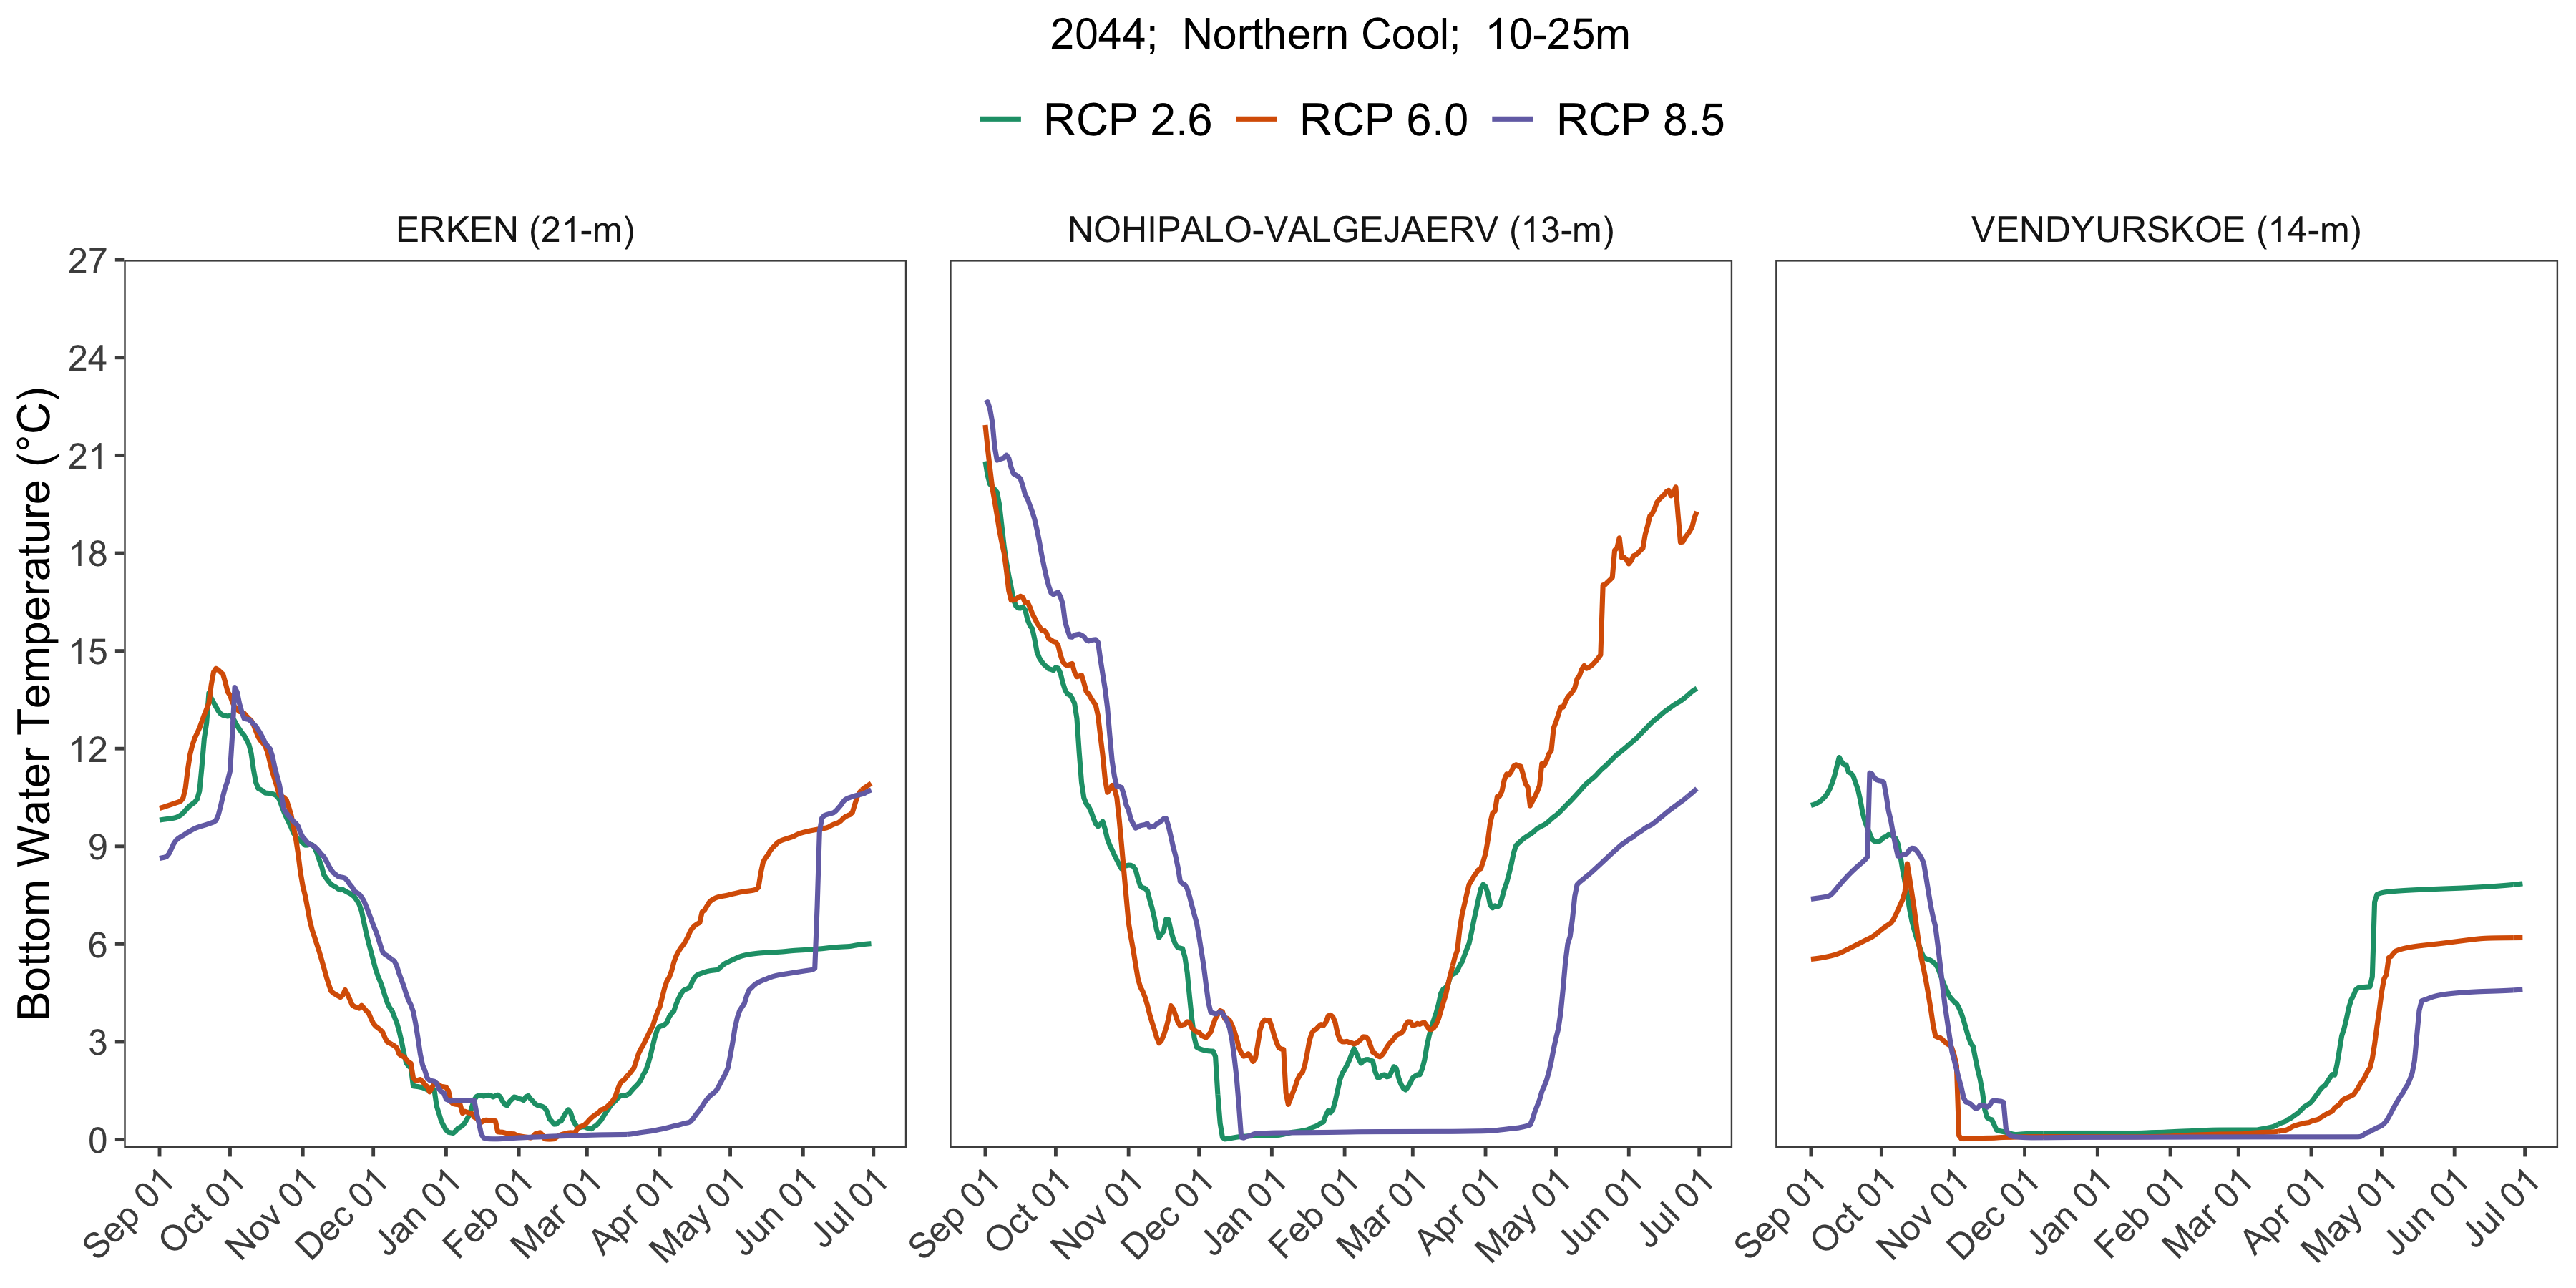 2044;  Northern Cool;  10-25m
RCP 2.6 RCP 6.0 RCP 8.5
ERKEN (21-m) NOHIPALO-VALGEJAERV (13-m) VENDYURSKOE (14-m)
Bottom Water Temperature (°C)
27
24
21
18
15
12
9
6
3
0
Sep 01 Oct 01 Nov 01 Dec 01 Jan 01 Feb 01 Mar 01 Apr 01 May 01 Jun 01 Jul 01
Sep 01 Oct 01 Nov 01 Dec 01 Jan 01 Feb 01 Mar 01 Apr 01 May 01 Jun 01 Jul 01
Sep 01 Oct 01 Nov 01 Dec 01 Jan 01 Feb 01 Mar 01 Apr 01 May 01 Jun 01 Jul 01